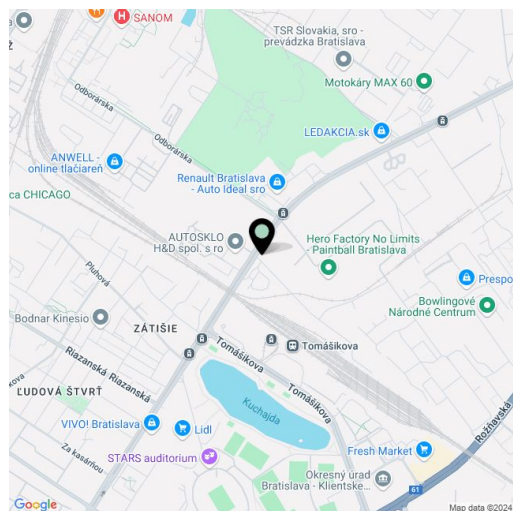 SANOM
TSR Slovakia, sro -
prevádzka Bratislava
Ž
Motokáry MAX 60
Odborárska
LEDAKCIA.sk
Odborárska
ANWELL -
online tlačiareň
Renault Bratislava
- Auto Ideal sro
ca CHICAGO
AUTOSKLO
H&D spol. s ro
Hero Factory No Limits
- Paintball Bratislava
Pluhová
Prespo
Bowlingové
Národné Centrum
Bodnar Kinesio
ZÁTIŠIE
Tomášikova
Tomášikova
Riazanská Riazanská
Tomášikova
ĽUDOVÁ ŠTVRŤ
Kuchajda
Rožňavská
VIVO! Bratislava
Lidl
Za kasárňou
STARS auditorium
Fresh Market
Okresný úrad
Bratislava - Klientske...
61
Google
Map data ©2024